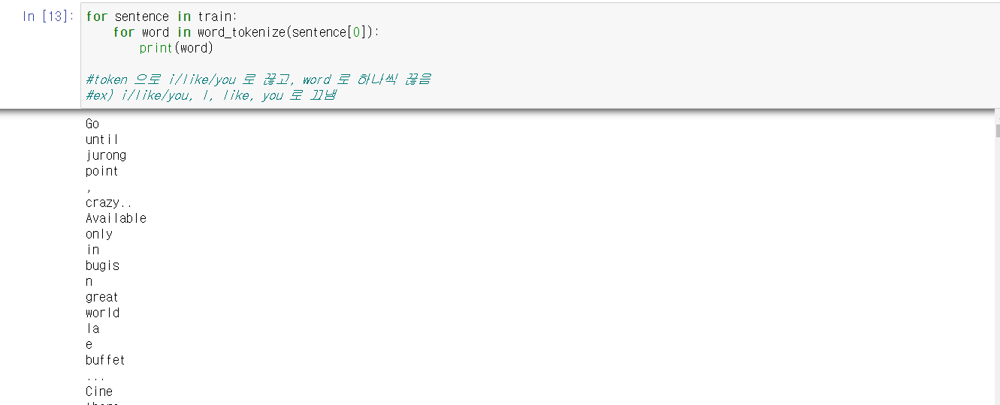 In [13]: for sentence in train:
for word in word_tokenize(sentence[0]):
print(word)
#token 으로 i/like/you 로 끊고, word 로 하나씩 끊음
#ex) i/like/you, I, like, you 로 끄냄
Go
until
jurong
point
,
crazy..
Available
only
in
bugis
n
great
world
la
e
buffet
...
Cine